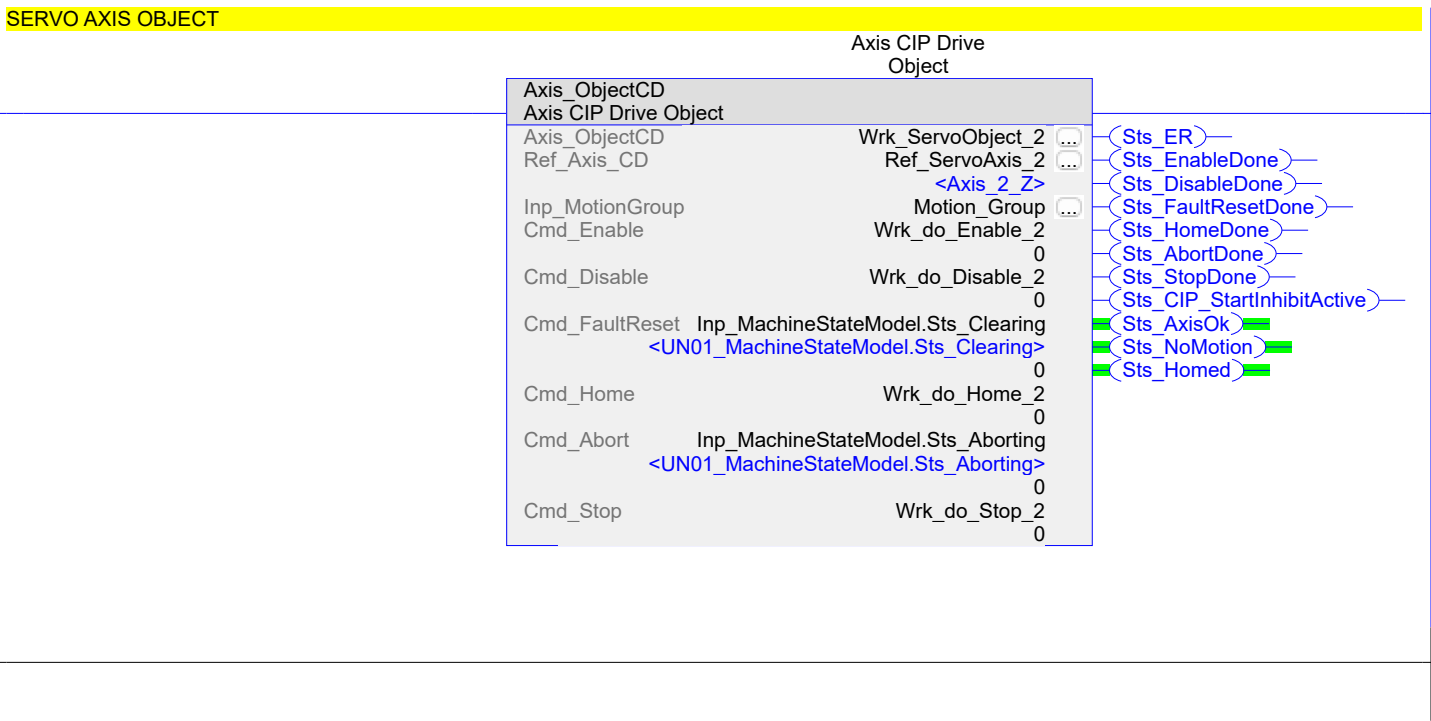 SERVO AXIS OBJECT
Axis CIP Drive
Object
Axis_ObjectCD
Axis CIP Drive Object
Axis_ObjectCD Wrk_ServoObject_2 ... Sts_ER
Ref_Axis_CD Ref_ServoAxis_2 ... Sts_EnableDone
<Axis_2_Z> Sts_DisableDone
Inp_MotionGroup Motion_Group ... Sts_FaultResetDone
Cmd_Enable Wrk_do_Enable_2 Sts_HomeDone
0 Sts_AbortDone
Cmd_Disable Wrk_do_Disable_2 Sts_StopDone
0 Sts_CIP_StartInhibitActive
Cmd_FaultReset Inp_MachineStateModel.Sts_Clearing Sts_AxisOk
<UN01_MachineStateModel.Sts_Clearing> Sts_NoMotion
0 Sts_Homed
Cmd_Home Wrk_do_Home_2
0
Cmd_Abort Inp_MachineStateModel.Sts_Aborting
<UN01_MachineStateModel.Sts_Aborting>
0
Cmd_Stop Wrk_do_Stop_2
0